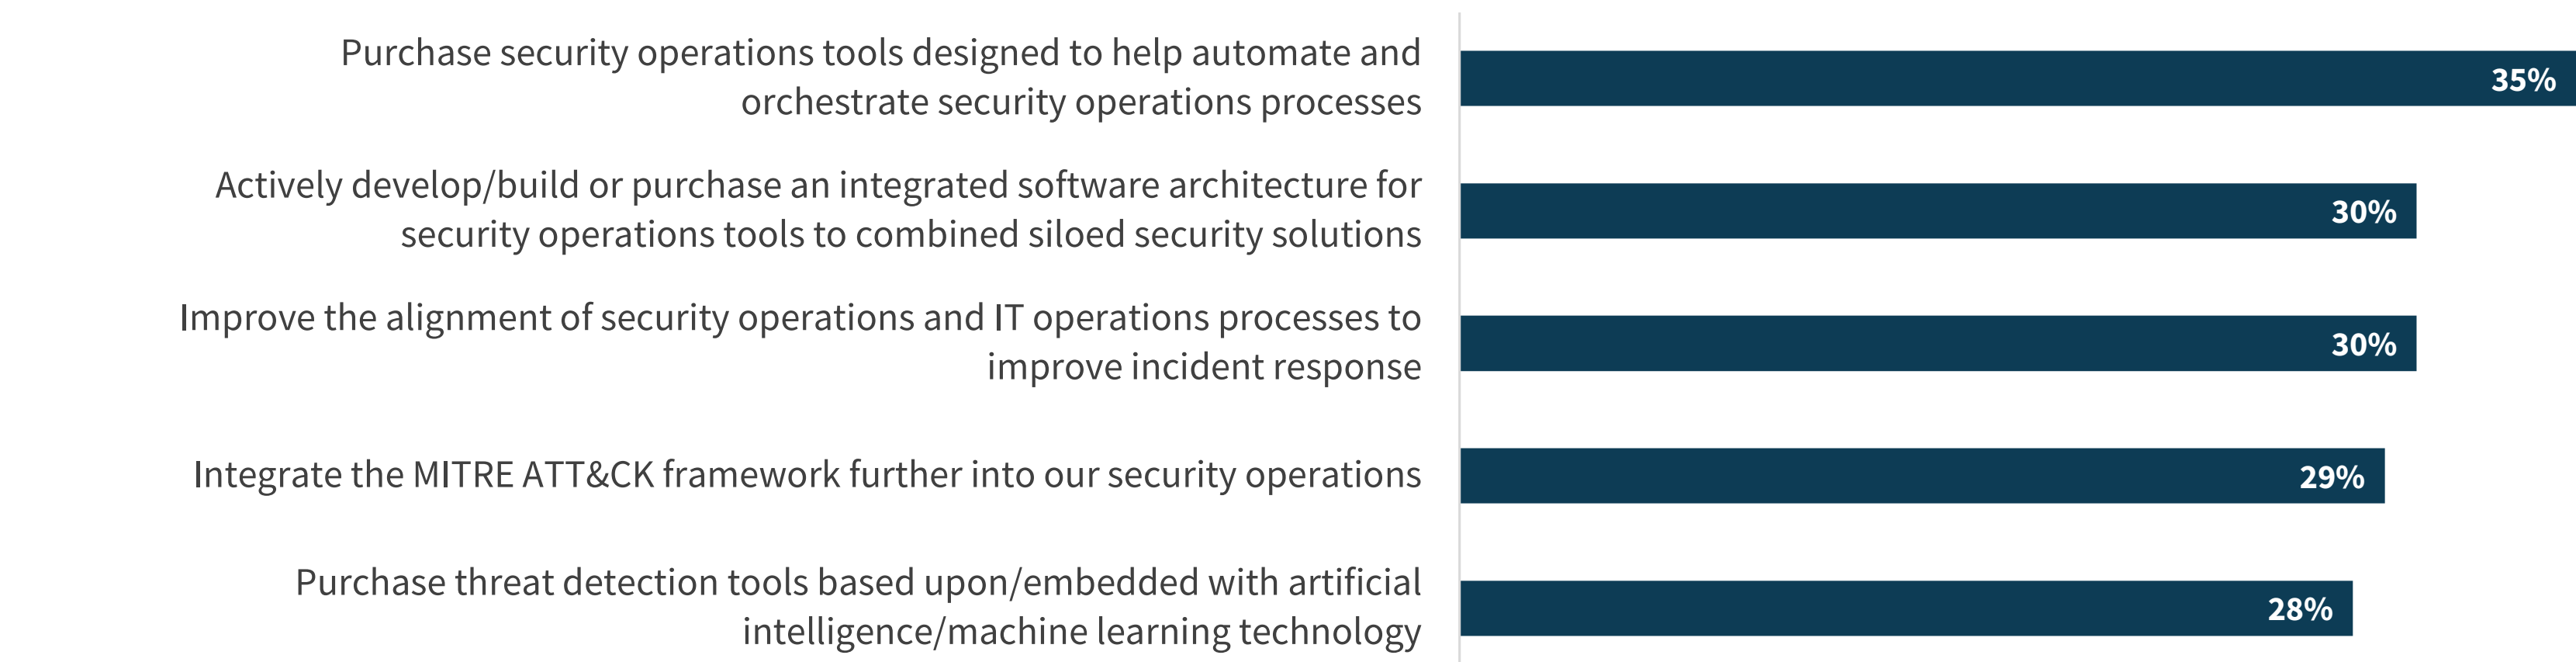 Purchase security operations tools designed to help automate and
orchestrate security operations processes
35%
Actively develop/build or purchase an integrated software architecture for
security operations tools to combined siloed security solutions
30%
Improve the alignment of security operations and IT operations processes to
improve incident response
30%
Integrate the MITRE ATT&CK framework further into our security operations
29%
Purchase threat detection tools based upon/embedded with artificial
intelligence/machine learning technology
28%